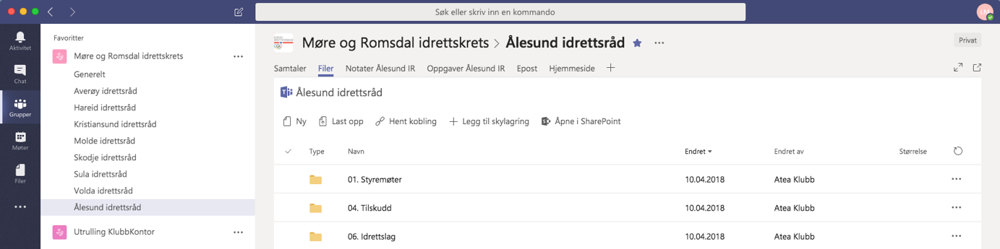 Søk eller skriv inn en kommando
LM
Aktivitet
Chat
Grupper
Møter
Filer
Favoritter
Møre og Romsdal idrettskrets
Generelt
Averøy idrettsråd
Hareid idrettsråd
Kristiansund idrettsråd
Molde idrettsråd
Skodje idrettsråd
Sula idrettsråd
Volda idrettsråd
Ålesund idrettsråd
Utrulling KlubbKontor
Møre og Romsdal idrettskrets > Ålesund idrettsråd
Privat
Samtaler Filer Notater Ålesund IR Oppgaver Ålesund IR Epost Hjemmeside
Ålesund idrettsråd
Ny Last opp Hent kobling Legg til skylagring Åpne i SharePoint
Type Navn Endret Endret av Størrelse
01. Styremøter 10.04.2018 Atea Klubb
04. Tilskudd 10.04.2018 Atea Klubb
06. Idrettslag 10.04.2018 Atea Klubb